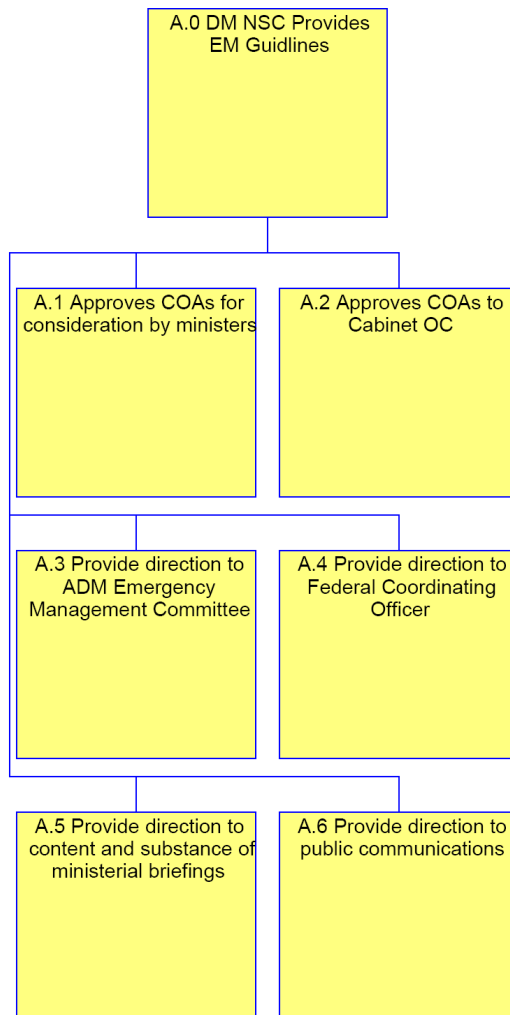 A.0 DM NSC Provides
EM Guidlines
A.1 Approves COAs for
consideration by ministers
A.2 Approves COAs to
Cabinet OC
A.3 Provide direction to
ADM Emergency
Management Committee
A.4 Provide direction to
Federal Coordinating
Officer
A.5 Provide direction to
content and substance of
ministerial briefings
A.6 Provide direction to
public communications